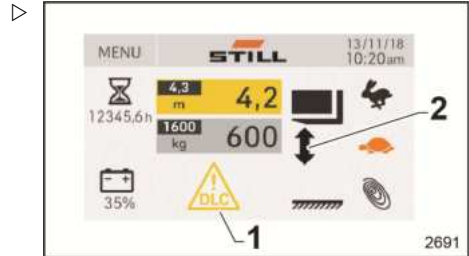 MENU
STILL
13/11/18
10:20am
12345,6h
4,3
m
4,2
1600
kg
600
2
35%
DLC
1
2691